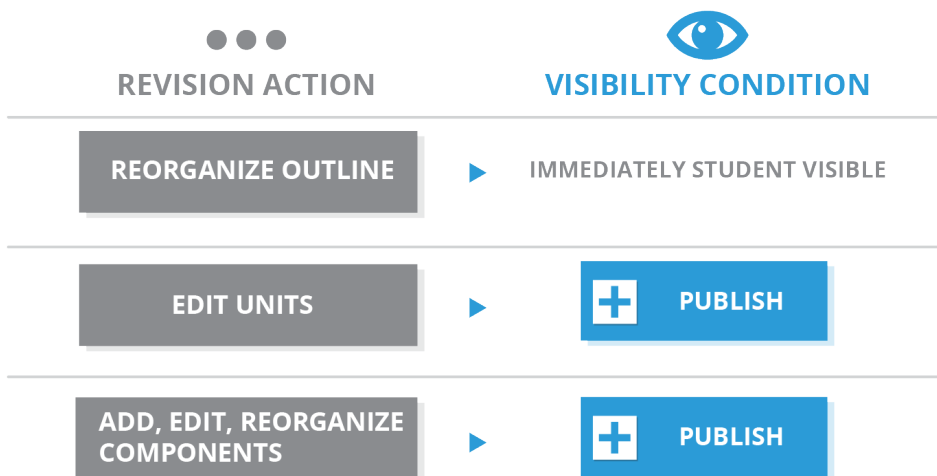 REVISION ACTION
VISIBILITY CONDITION
REORGANIZE OUTLINE
IMMEDIATELY STUDENT VISIBLE
EDIT UNITS
PUBLISH
ADD, EDIT, REORGANIZE
COMPONENTS
PUBLISH